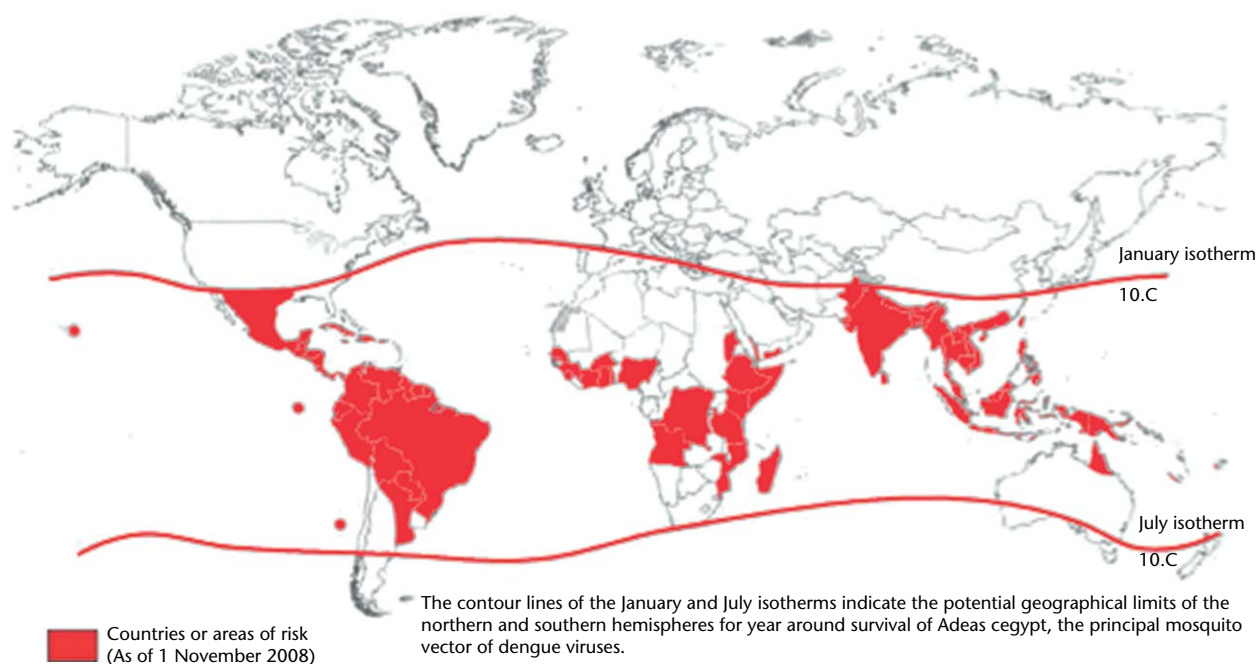 January isotherm
10.C
July isotherm
10.C
The contour lines of the January and July isotherms indicate the potential geographical limits of the
northern and southern hemispheres for year around survival of Adeas cegypt, the principal mosquito
vector of dengue viruses.
Countries or areas of risk
(As of 1 November 2008)